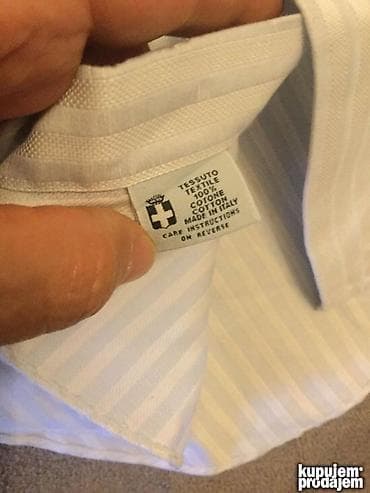 TESSUTO
TEXTILE
100%
COTONE
COTTON
MADE IN ITALY
CARE INSTRUCTIONS
ON REVERSE
kupujem
prodajem